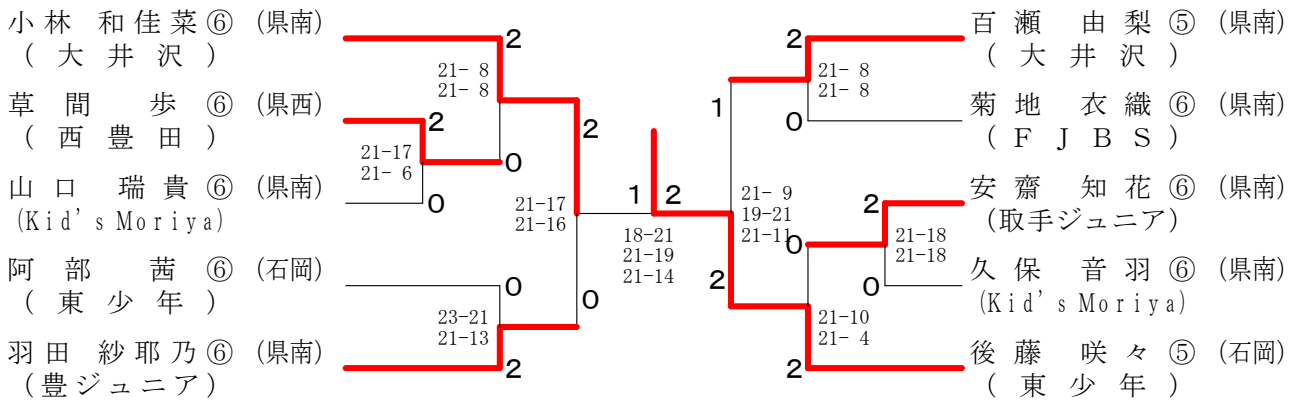 小林 和佳菜⑥ (県南)
(大井沢)
草間 歩⑥ (県西)
(西豊田)
山口 瑞貴⑥ (県南)
(Kid's Moriya)
阿部 茜⑥ (石岡)
(東少年)
羽田 紗耶乃⑥ (県南)
(豊ジュニア)
2
21- 8
21- 8
2
0
21-17
21- 6
0
2
21-17
21-16
0
23-21
21-13
0
2
1
2
18-21
21-19
21-14
1
21- 9
19-21
21-11
2
2
21- 8
21- 8
0
2
21-18
21-18
0
0
21-10
21- 4
2
百瀬 由梨⑤ (県南)
(大井沢)
菊地 衣織⑥ (県南)
(FJBS)
安齋 知花⑥ (県南)
(取手ジュニア)
久保 音羽⑥ (県南)
(Kid's Moriya)
後藤 咲々⑤ (石岡)
(東少年)